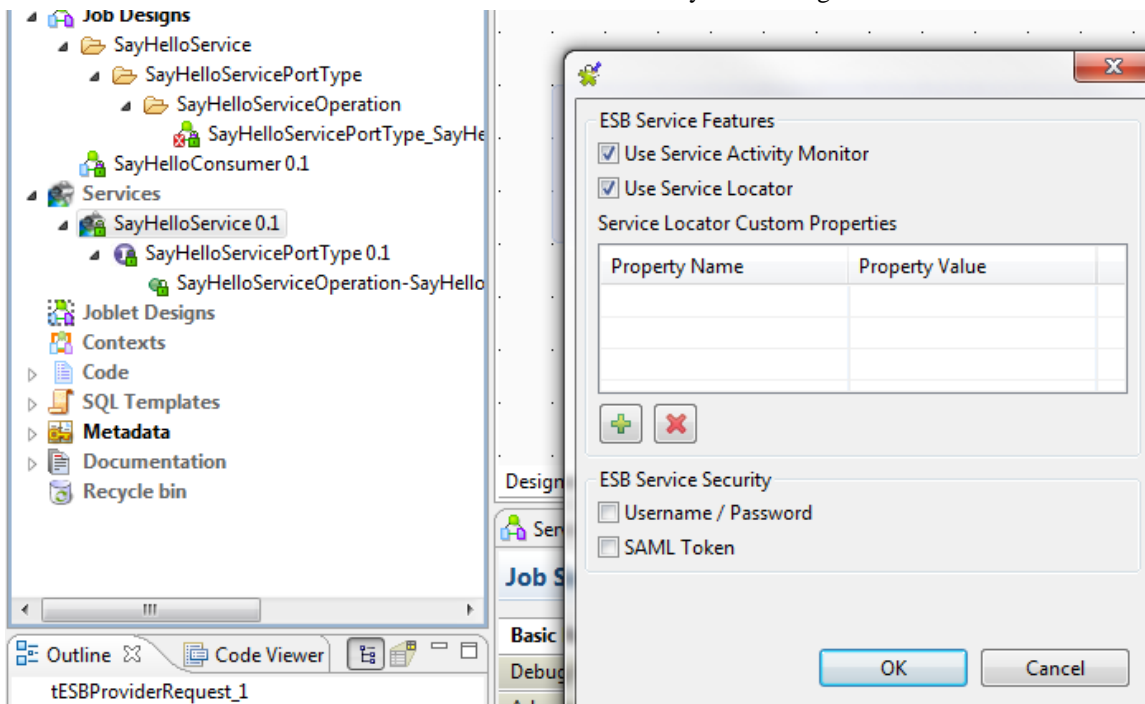 Job Designs
SayHelloService
SayHelloServicePortType
SayHelloServiceOperation
SayHelloServicePortType_SayHe
SayHelloConsumer 0.1
Services
SayHelloService 0.1
SayHelloServicePortType 0.1
SayHelloServiceOperation-SayHello
Joblet Designs
Contexts
Code
SQL Templates
Metadata
Documentation
Recycle bin
Outline
Code Viewer
tESBProviderRequest_1
Design
Ser
Job S
Basic
Debug
ESB Service Features
Use Service Activity Monitor
Use Service Locator
Service Locator Custom Properties
Property Name Property Value
ESB Service Security
Username / Password
SAML Token
OK Cancel